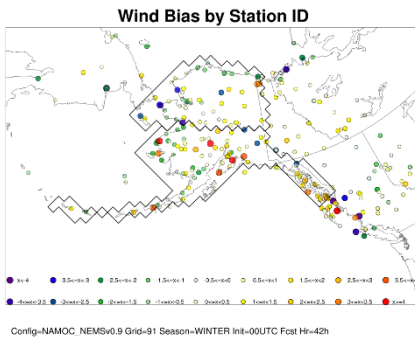 Wind Bias by Station ID
x<-4 -3.5<x<-3 -2.5<x<-2 -1.5<x<-1 -0.5<x<0 0.5<x<1 1.5<x<2 2.5<x<3 3.5<x<4
-4<x<-3.5 -3<x<-2.5 -2<x<-1.5 -1<x<-0.5 0<x<0.5 1<x<1.5 2<x<2.5 3<x<3.5 x>4
Config=NAMOC_NEMSv0.9 Grid=91 Season=WINTER Init=00UTC Fcst Hr=42h